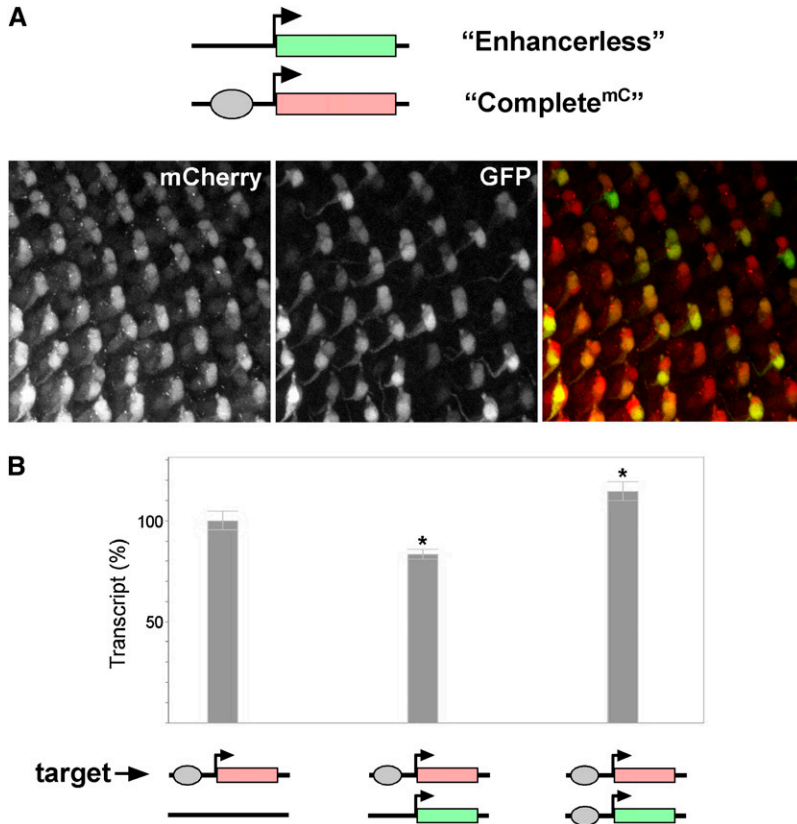 A
“Enhancerless”
“Complete^mC”
mCherry
GFP
B
Transcript (%)
100
50
*
*
target